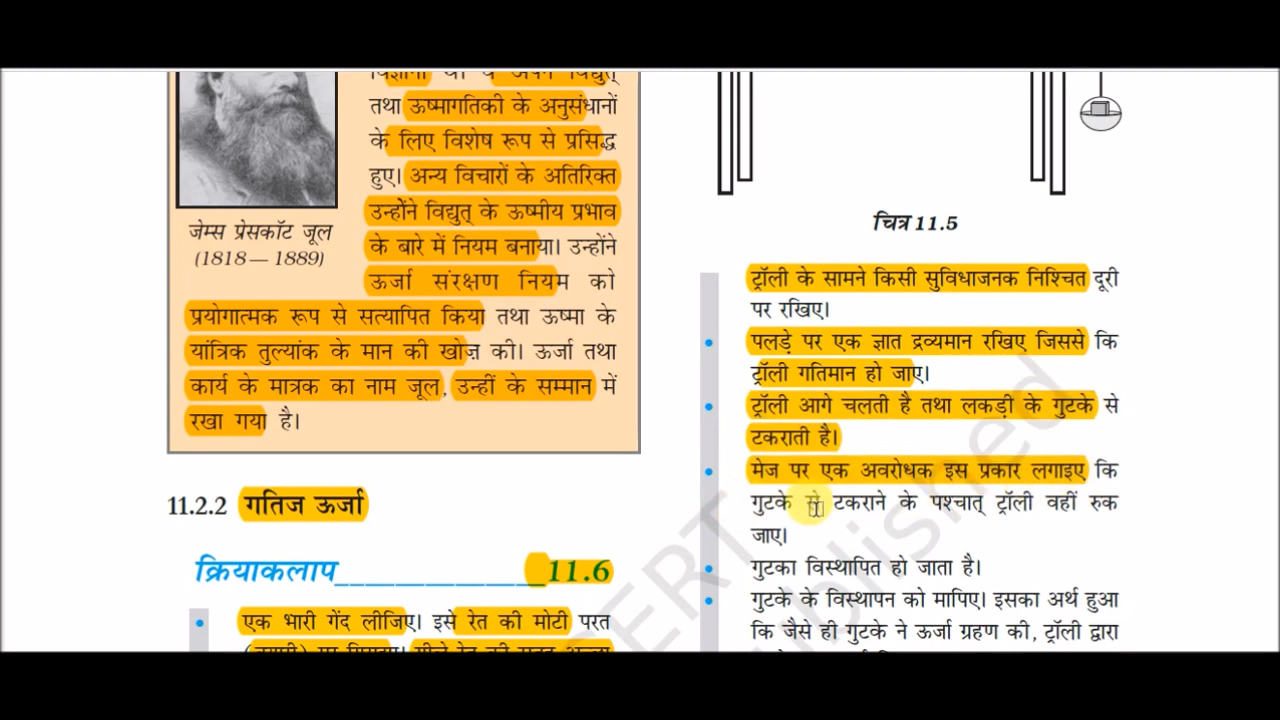 तथा ऊष्मागतिकी के अनुसंधानों
के लिए विशेष रूप से प्रसिद्ध
हुए। अन्य विचारों के अतिरिक्त
उन्होंने विद्युत् के ऊष्मीय प्रभाव
के बारे में नियम बनाया। उन्होंने
ऊर्जा संरक्षण नियम को
प्रयोगात्मक रूप से सत्यापित किया तथा ऊष्मा के
यांत्रिक तुल्यांक के मान की खोज़ की। ऊर्जा तथा
कार्य के मात्रक का नाम जूल, उन्हीं के सम्मान में
रखा गया है।
जेम्स प्रेसकॉट जूल
(1818— 1889)
11.2.2 गतिज ऊर्जा
क्रियाकलाप______________11.6
• एक भारी गेंद लीजिए। इसे रेत की मोटी परत
चित्र 11.5
ट्रॉली के सामने किसी सुविधाजनक निश्चित दूरी
पर रखिए।
• पलड़े पर एक ज्ञात द्रव्यमान रखिए जिससे कि
ट्रॉली गतिमान हो जाए।
• ट्रॉली आगे चलती है तथा लकड़ी के गुटके से
टकराती है।
• मेज पर एक अवरोधक इस प्रकार लगाइए कि
गुटके से टकराने के पश्चात् ट्रॉली वहीं रुक
जाए।
• गुटका विस्थापित हो जाता है।
• गुटके के विस्थापन को मापिए। इसका अर्थ हुआ
कि जैसे ही गुटके ने ऊर्जा ग्रहण की, ट्रॉली द्वारा